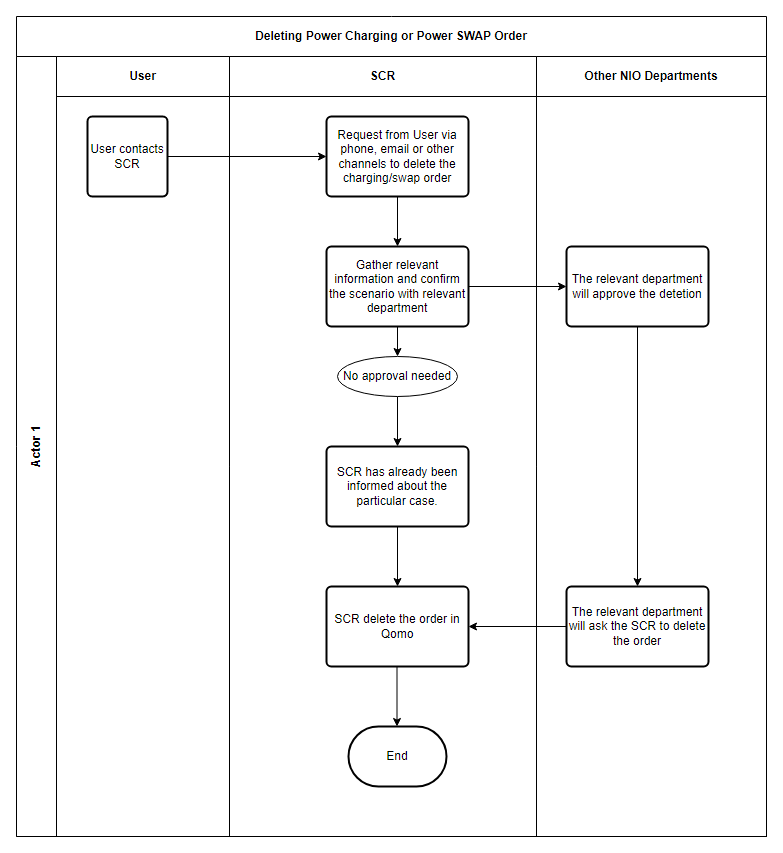 Deleting Power Charging or Power SWAP Order
User
SCR
Other NIO Departments
Actor 1
User contacts
SCR
Request from User via
phone, email or other
channels to delete the
charging/swap order
Gather relevant
information and confirm
the scenario with relevant
department
The relevant department
will approve the detetion
No approval needed
SCR has already been
informed about the
particular case.
SCR delete the order in
Qomo
The relevant department
will ask the SCR to delete
the order
End